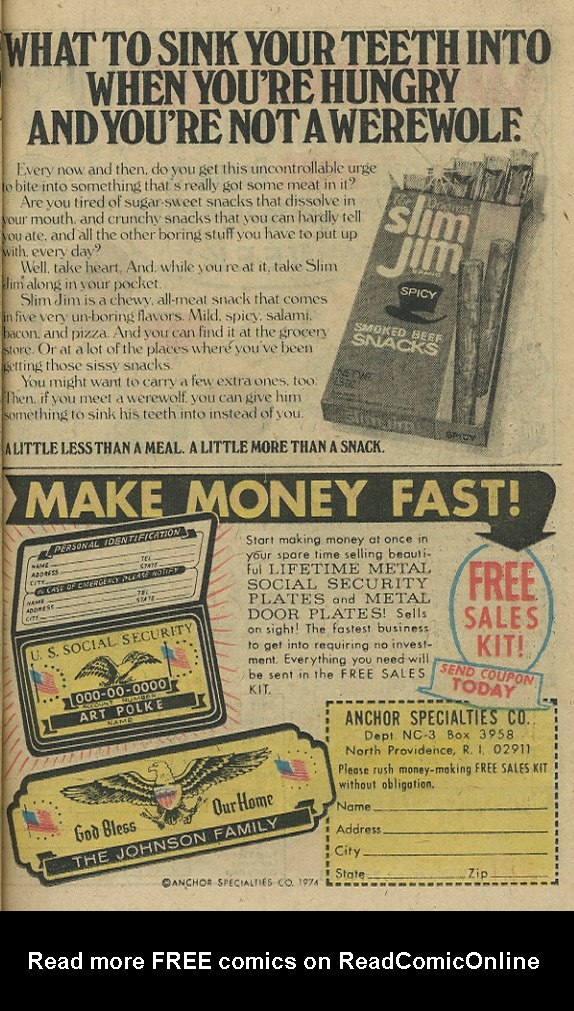 WHAT TO SINK YOUR TEETH INTO
WHEN YOU'RE HUNGRY
AND YOU'RE NOT A WEREWOLF.
Every now and then, do you get this uncontrollable urge
to bite into something that's really got some meat in it?
Are you tired of sugar-sweet snacks that dissolve in
your mouth, and crunchy snacks that you can hardly tell
you ate, and all the other boring stuff you have to put up
with, every day?
Well, take heart. And, while you're at it, take Slim
Jim® along in your pocket.
Slim Jim is a chewy, all-meat snack that comes
in five very un-boring flavors. Mild, spicy, salami,
bacon, and pizza. And you can find it at the grocery
store. Or at a lot of the places where you've been
getting those sissy snacks.
You might want to carry a few extra ones, too.
Then, if you meet a werewolf, you can give him
something to sink his teeth into instead of you.
A LITTLE LESS THAN A MEAL. A LITTLE MORE THAN A SNACK.
slim
Jim
BRAND
SPICY
SMOKED BEEF
SNACKS
NET WT.
slim jim
SPICY
MAKE MONEY FAST!
PERSONAL IDENTIFICATION
NAME TEL.
ADDRESS STATE
CITY
IN CASE OF EMERGENCY PLEASE NOTIFY
NAME TEL.
ADDRESS STATE
CITY
U. S. SOCIAL SECURITY
000-00-0000
ACCOUNT NUMBER
ART POLKE
NAME
God Bless Our Home
THE JOHNSON FAMILY
Start making money at once in
your spare time selling beauti-
ful LIFETIME METAL
SOCIAL SECURITY
PLATES and METAL
DOOR PLATES! Sells
on sight! The fastest business
to get into requiring no invest-
ment. Everything you need will
be sent in the FREE SALES
KIT.
FREE
SALES
KIT!
SEND COUPON
TODAY
ANCHOR SPECIALTIES CO.
Dept. NC-3 Box 3958
North Providence, R. I. 02911
Please rush money-making FREE SALES KIT
without obligation.
Name
Address
City
State Zip
©ANCHOR SPECIALTIES CO. 1974
Read more FREE comics on ReadComicOnline